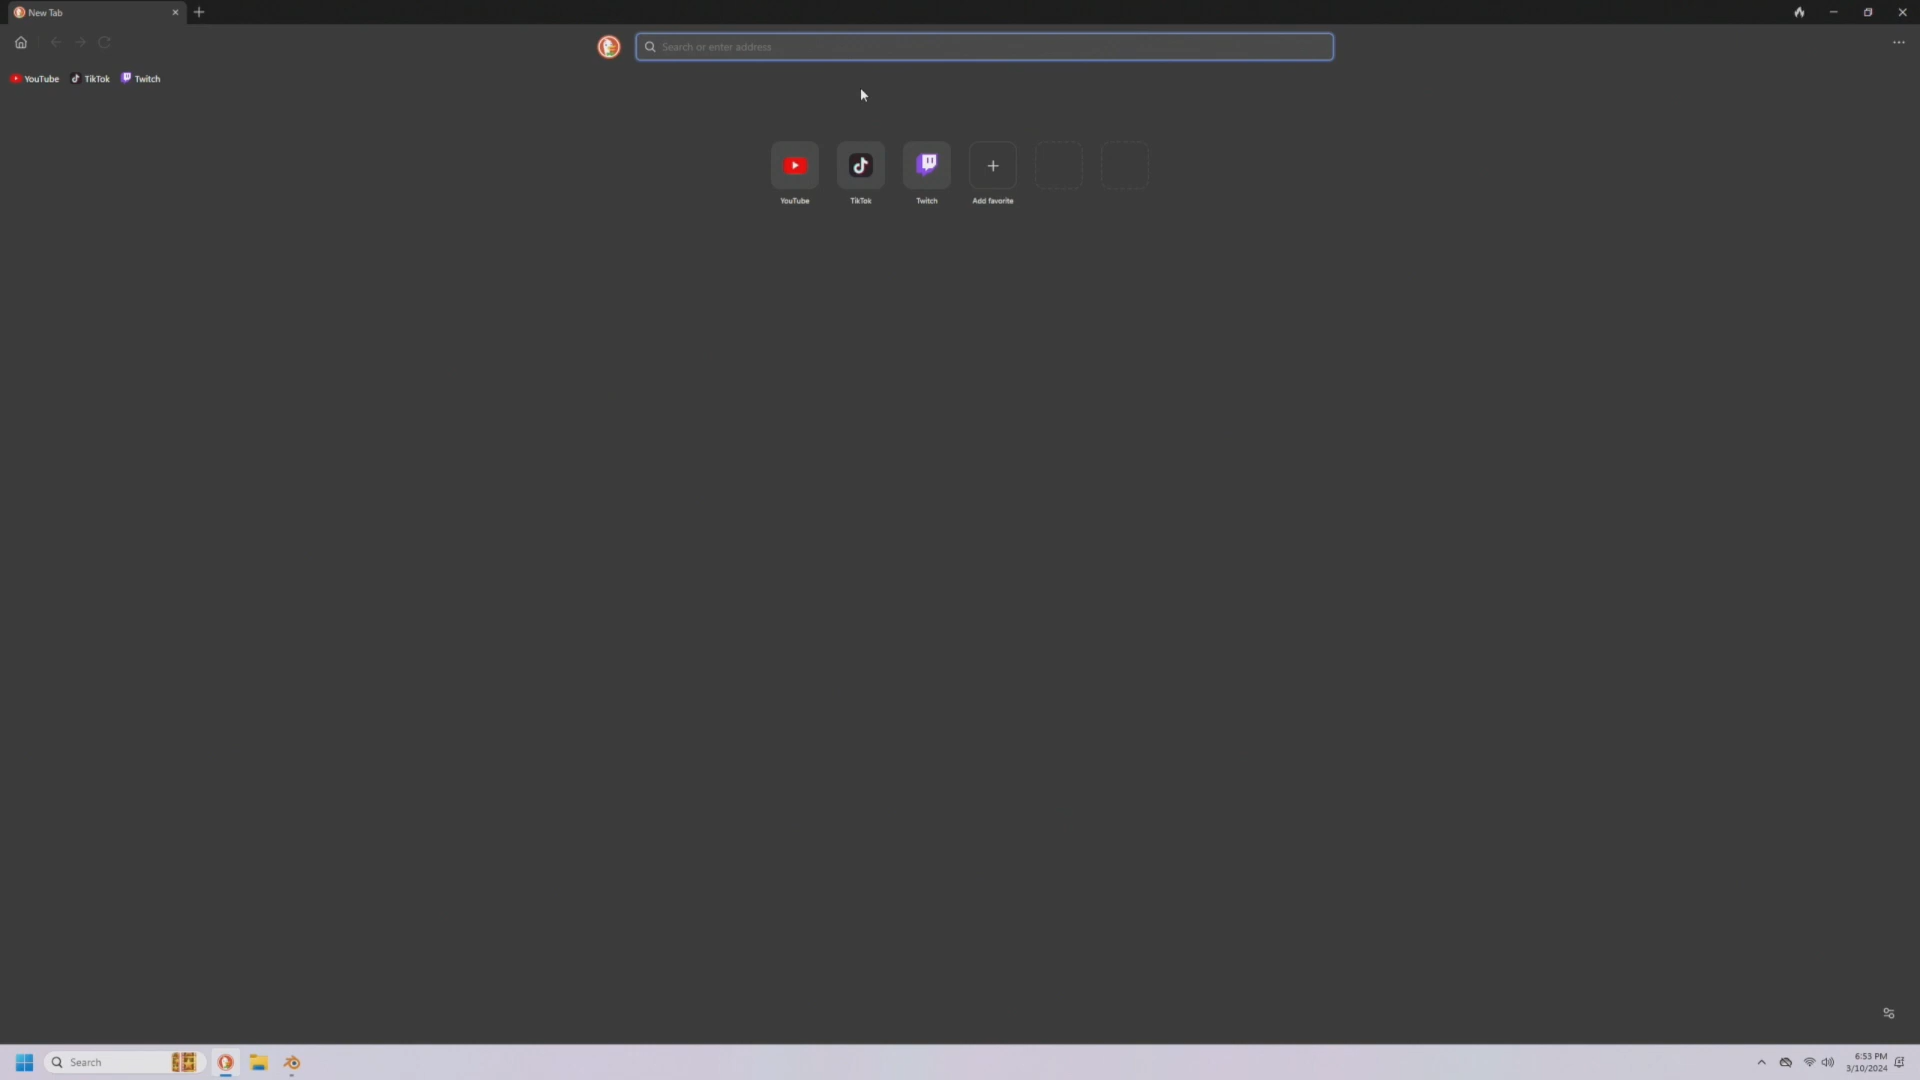 New Tab
Search or enter address
YouTube TikTok Twitch
YouTube TikTok Twitch Add favorite
Search
6:53 PM
3/10/2024